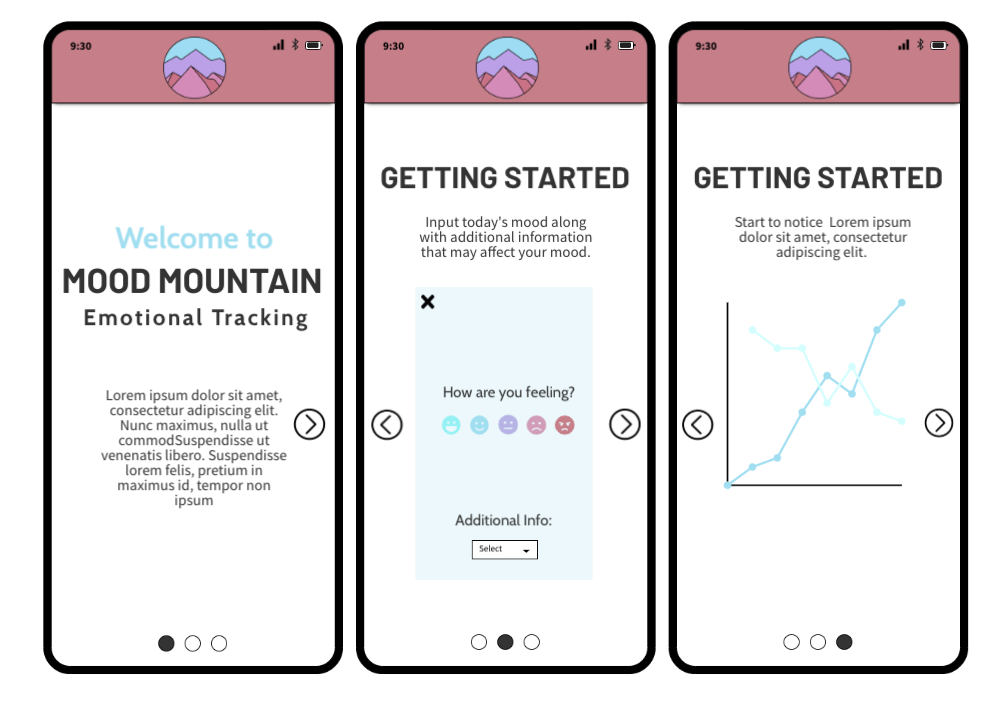 9:30
Welcome to
MOOD MOUNTAIN
Emotional Tracking
Lorem ipsum dolor sit amet,
consectetur adipiscing elit.
Nunc maximus, nulla ut
commodSuspendisse ut
venenatis libero. Suspendisse
lorem felis, pretium in
maximus id, tempor non
ipsum
9:30
GETTING STARTED
Input today's mood along
with additional information
that may affect your mood.
How are you feeling?
Additional Info:
Select
9:30
GETTING STARTED
Start to notice  Lorem ipsum
dolor sit amet, consectetur
adipiscing elit.